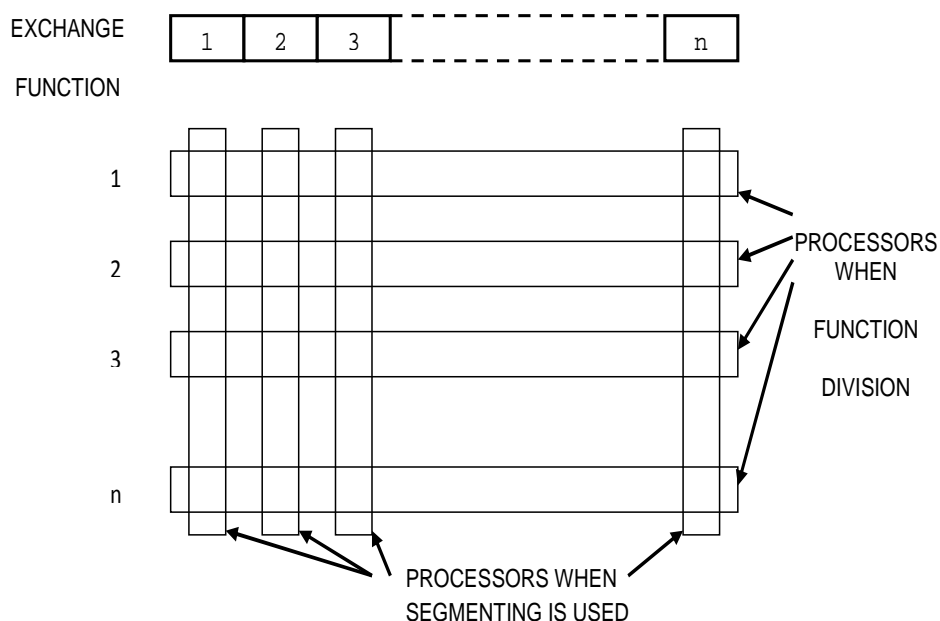 EXCHANGE
1 2 3 n
FUNCTION
1
2
3
n
PROCESSORS
WHEN
FUNCTION
DIVISION
PROCESSORS WHEN
SEGMENTING IS USED